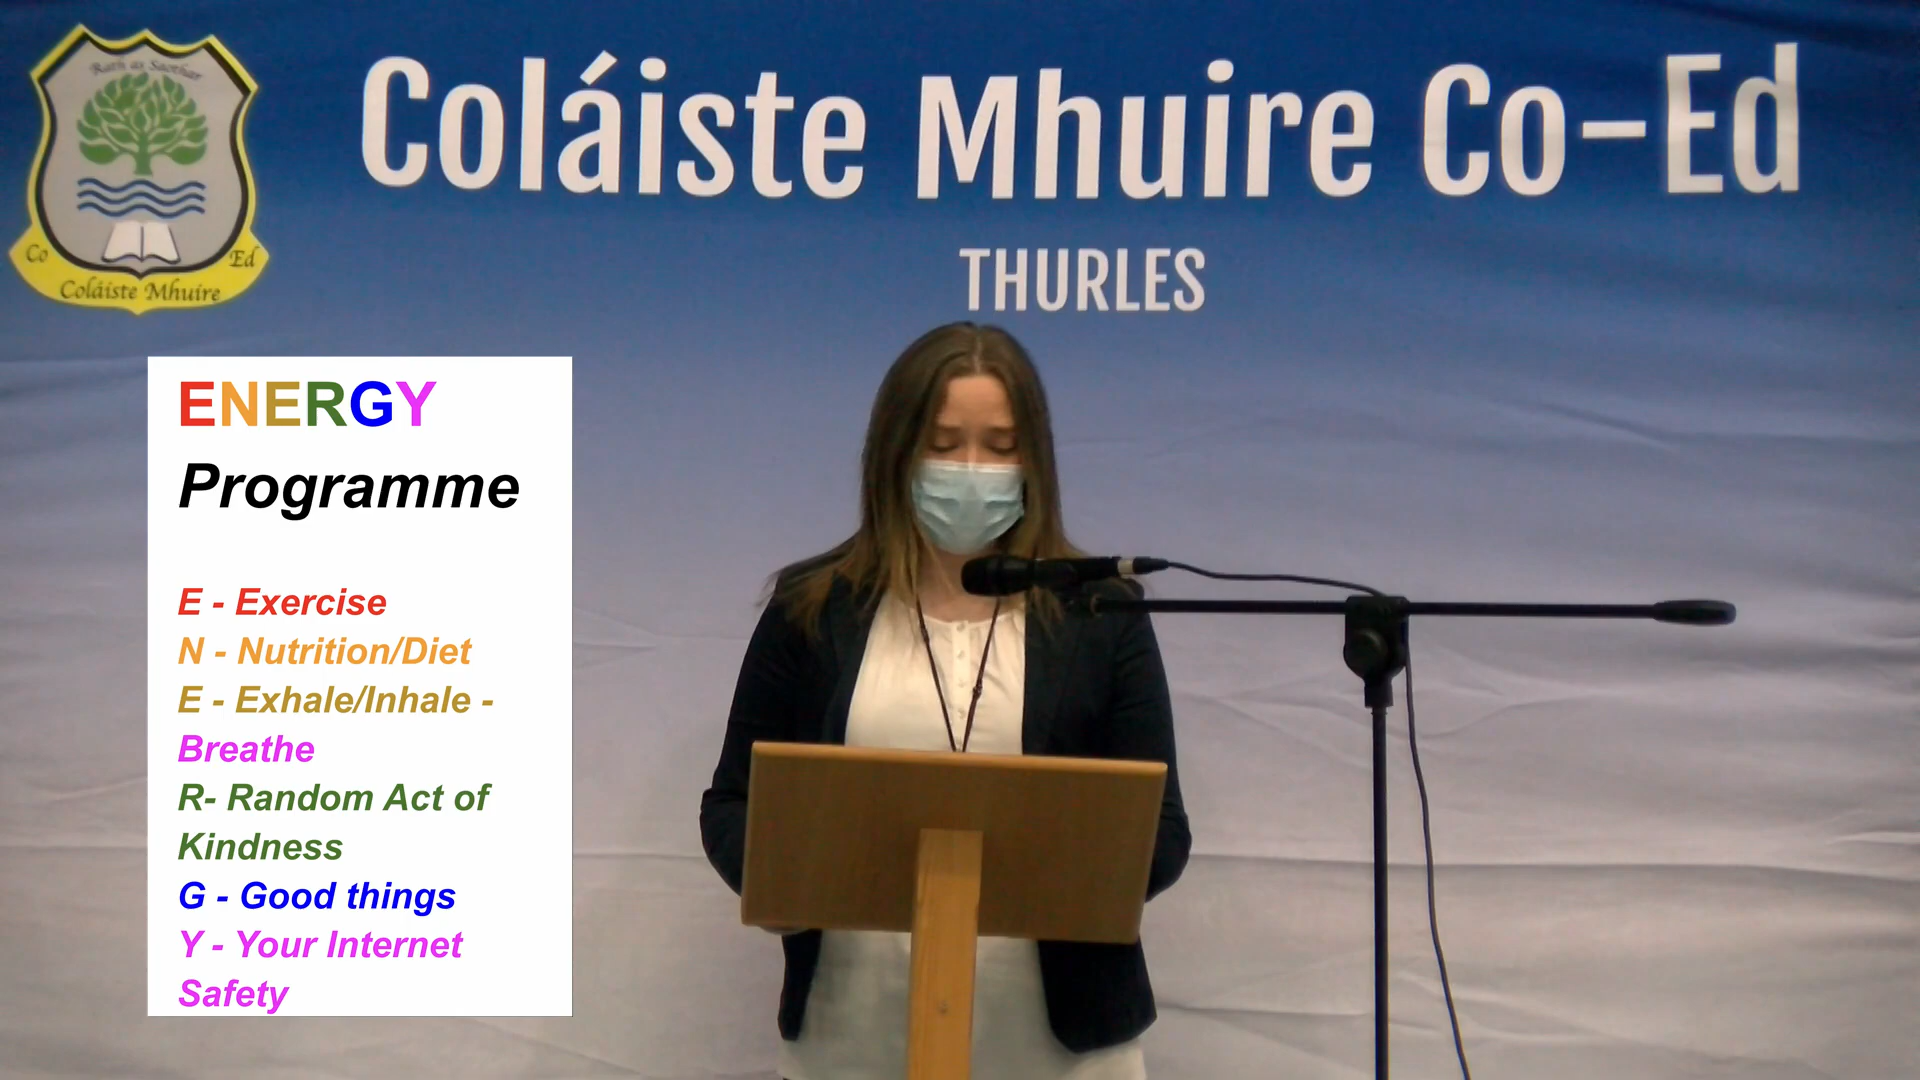 Rath as Saothar
Co
Ed
Coláiste Mhuire
Coláiste Mhuire Co-Ed
THURLES
ENERGY
Programme
E - Exercise
N - Nutrition/Diet
E - Exhale/Inhale -
Breathe
R- Random Act of
Kindness
G - Good things
Y - Your Internet
Safety